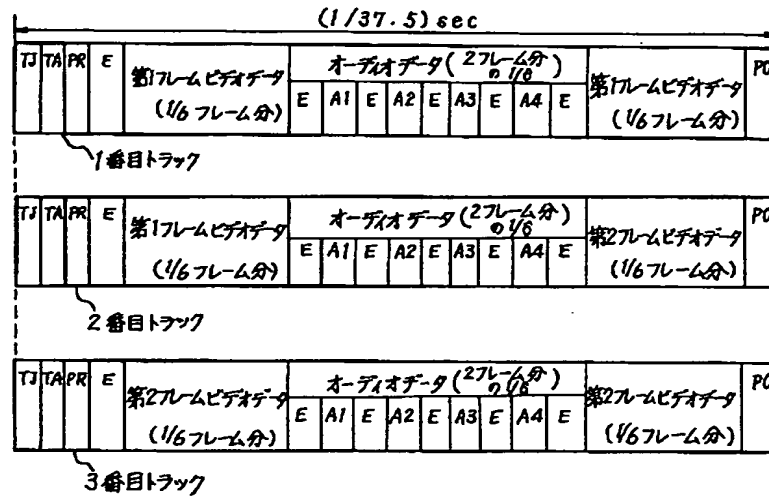 (1/37.5) sec
TJ TA PR E 第1フレームビデオデータ (1/6フレーム分) オーディオデータ(2フレーム分の1/6) E A1 E A2 E A3 E A4 E 第1フレームビデオデータ (1/6フレーム分) PO
1番目トラック
TJ TA PR E 第1フレームビデオデータ (1/6フレーム分) オーディオデータ(2フレーム分の1/6) E A1 E A2 E A3 E A4 E 第2フレームビデオデータ (1/6フレーム分) PO
2番目トラック
TJ TA PR E 第2フレームビデオデータ (1/6フレーム分) オーディオデータ(2フレーム分の1/6) E A1 E A2 E A3 E A4 E 第2フレームビデオデータ (1/6フレーム分) PO
3番目トラック